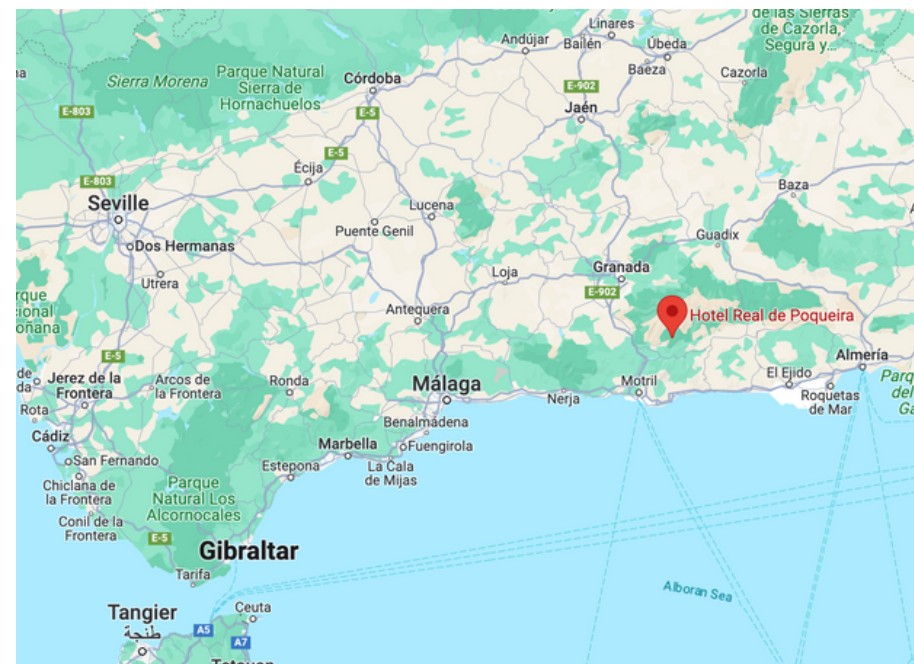 de las Sierras
de Cazorla,
Segura y...
Linares
Andújar
Bailén
Úbeda
Baeza
Cazorla
Sierra Morena
Parque Natural
Sierra de
Hornachuelos
Córdoba
E-902
Jaén
E-803
E-5
E-5
Écija
E-803
Seville
Lucena
Baza
Puente Genil
Dos Hermanas
Guadix
Utrera
Loja
Granada
E-902
Antequera
Hotel Real de Poqueira
E-5
Jerez de la
Frontera
Arcos de
la Frontera
Ronda
Málaga
Motril
Nerja
El Ejido
Almería
Roquetas
de Mar
Rota
Cádiz
Benalmádena
Marbella
Fuengirola
San Fernando
Estepona
La Cala
de Mijas
Chiclana de
la Frontera
Parque
Natural Los
Alcornocales
Conil de la
Frontera
E-5
Gibraltar
Tarifa
Alboran Sea
Tangier
طنجة
Ceuta
A5
A7